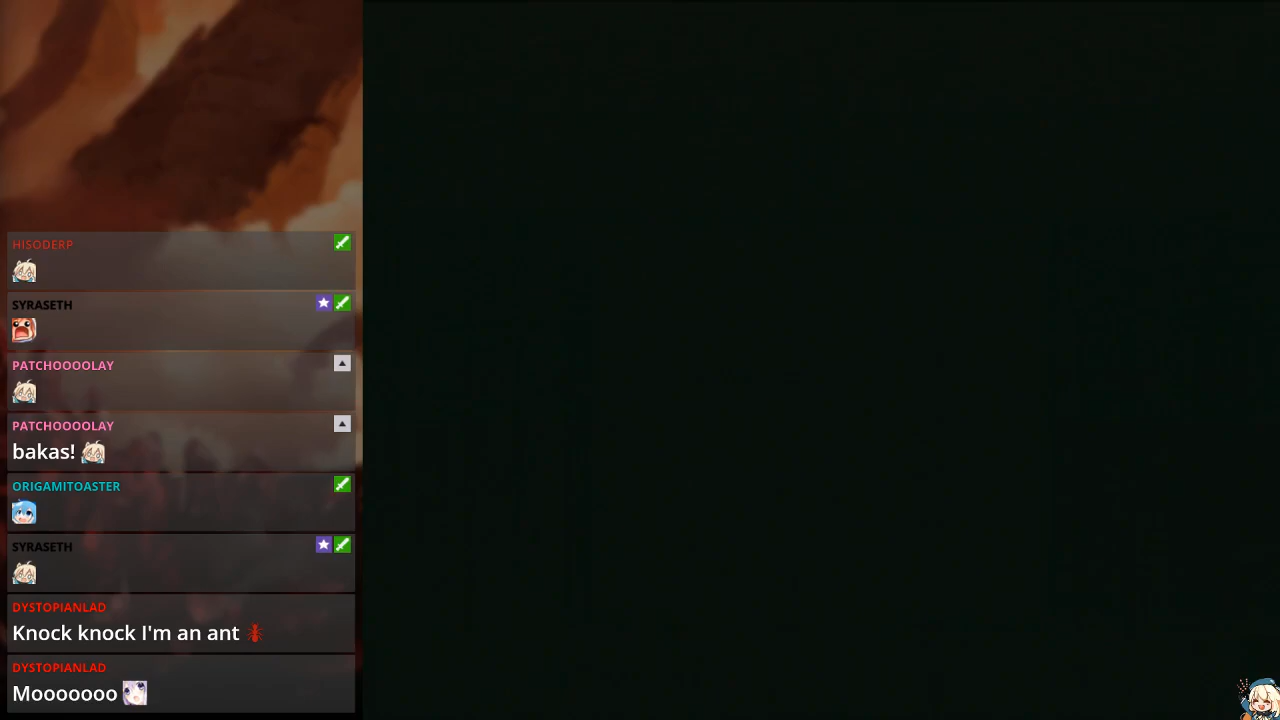 HISODERP
SYRASETH
PATCHOOOOLAY
PATCHOOOOLAY
bakas!
ORIGAMITOASTER
SYRASETH
DYSTOPIANLAD
Knock knock I'm an ant
DYSTOPIANLAD
Mooooooo